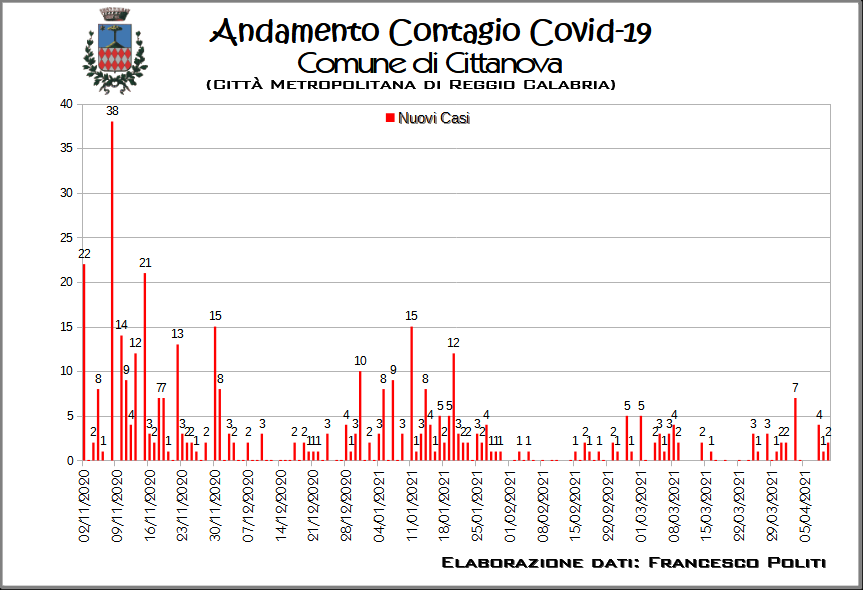 Andamento Contagio Covid-19
Comune di Cittanova
(Città Metropolitana di Reggio Calabria)
Nuovi Casi
40
35
30
25
20
15
10
5
0
22 2 8 1 38 14 9 4 12 21 3 2 7 7 1 13 3 2 2 1 2 15 8 3 2 2 3 2 2 1 1 1 3 4 1 3 10 2 3 8 9 3 15 1 3 8 4 1 5 2 5 12 3 2 2 3 2 4 1 1 1 1 1 1 2 1 1 2 1 5 1 5 2 3 1 3 4 2 2 1 3 1 3 1 2 2 7 4 1 2
02/11/2020 09/11/2020 16/11/2020 23/11/2020 30/11/2020 07/12/2020 14/12/2020 21/12/2020 28/12/2020 04/01/2021 11/01/2021 18/01/2021 25/01/2021 01/02/2021 08/02/2021 15/02/2021 22/02/2021 01/03/2021 08/03/2021 15/03/2021 22/03/2021 29/03/2021 05/04/2021
Elaborazione dati: Francesco Politi